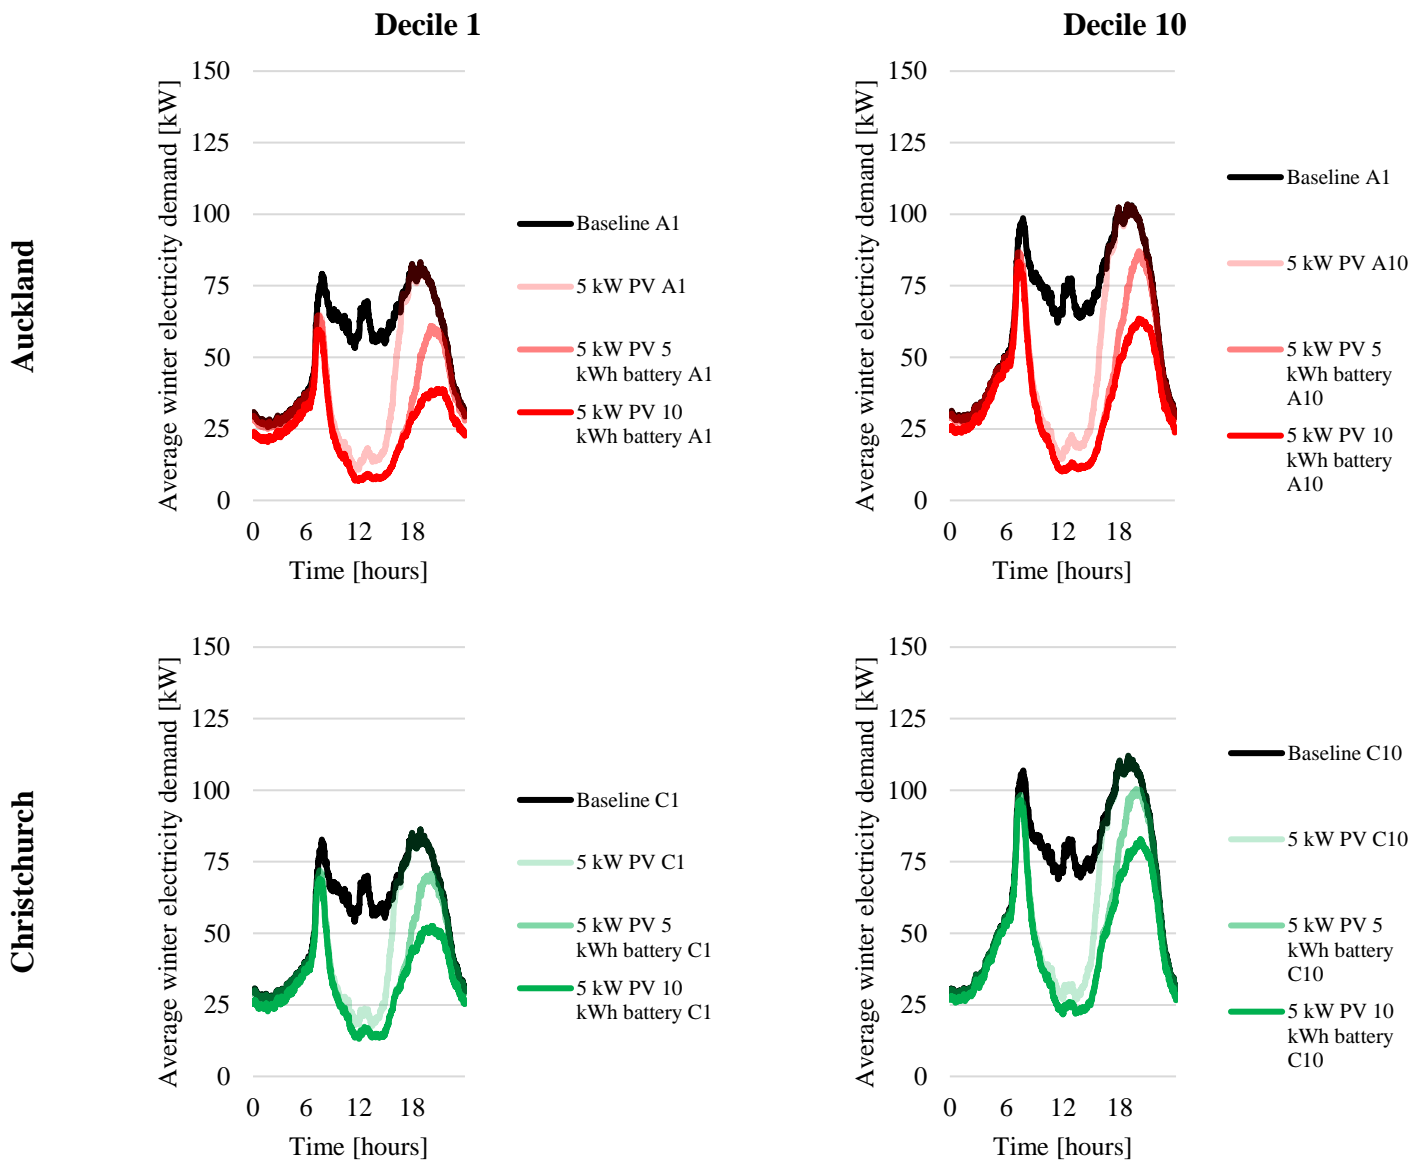 Decile 1
Decile 10
Auckland
Average winter electricity demand [kW]
150
125
100
75
50
25
0
0 6 12 18
Time [hours]
Baseline A1
5 kW PV A1
5 kW PV 5
kWh battery A1
5 kW PV 10
kWh battery A1
Average winter electricity demand [kW]
150
125
100
75
50
25
0
0 6 12 18
Time [hours]
Baseline A1
5 kW PV A10
5 kW PV 5
kWh battery
A10
5 kW PV 10
kWh battery
A10
Christchurch
Average winter electricity demand [kW]
150
125
100
75
50
25
0
0 6 12 18
Time [hours]
Baseline C1
5 kW PV C1
5 kW PV 5
kWh battery C1
5 kW PV 10
kWh battery C1
Average winter electricity demand [kW]
150
125
100
75
50
25
0
0 6 12 18
Time [hours]
Baseline C10
5 kW PV C10
5 kW PV 5
kWh battery
C10
5 kW PV 10
kWh battery
C10